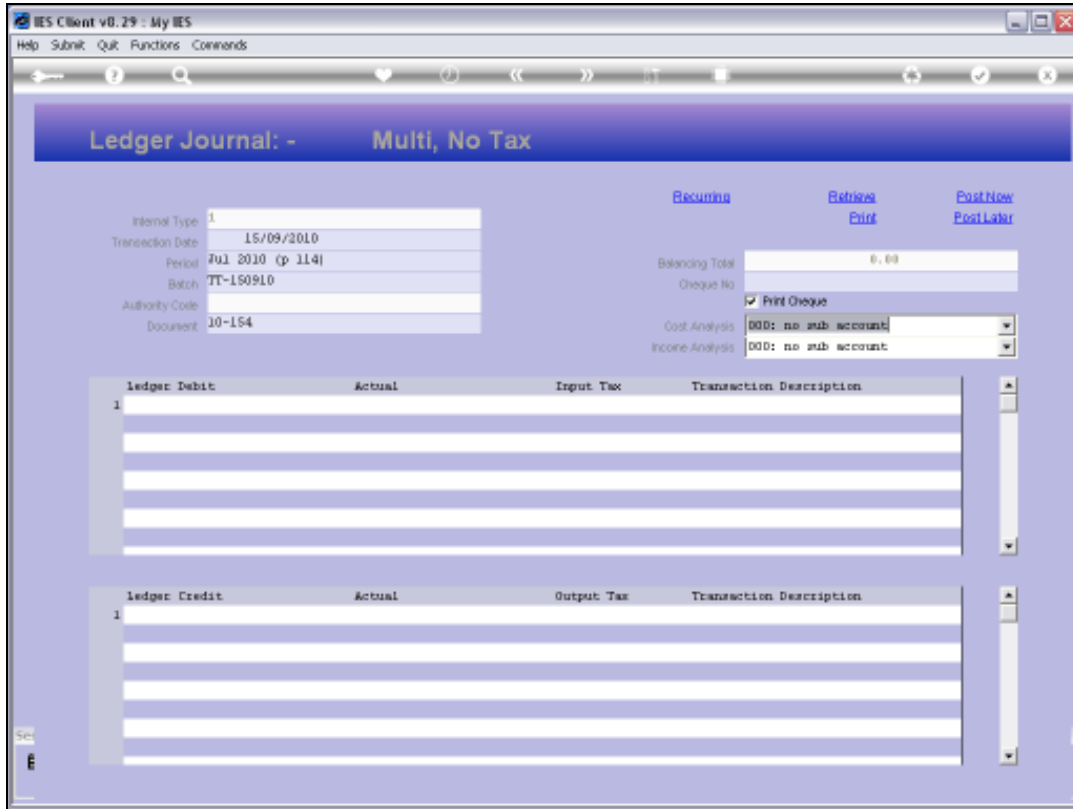 IES Client v8.29 : My IES
Help Submit Quit Functions Commands
Ledger Journal: - Multi, No Tax
Recurring Retrieve Post Now
Print Post Later
Internal Type 1
Transaction Date 15/09/2010
Period Jul 2010 (p 114)
Batch TT-150910
Authority Code
Document 10-154
Balancing Total 0.00
Cheque No
Print Cheque
Cost Analysis 000: no sub account
Income Analysis 000: no sub account
Ledger Debit Actual Input Tax Transaction Description
1
Ledger Credit Actual Output Tax Transaction Description
1